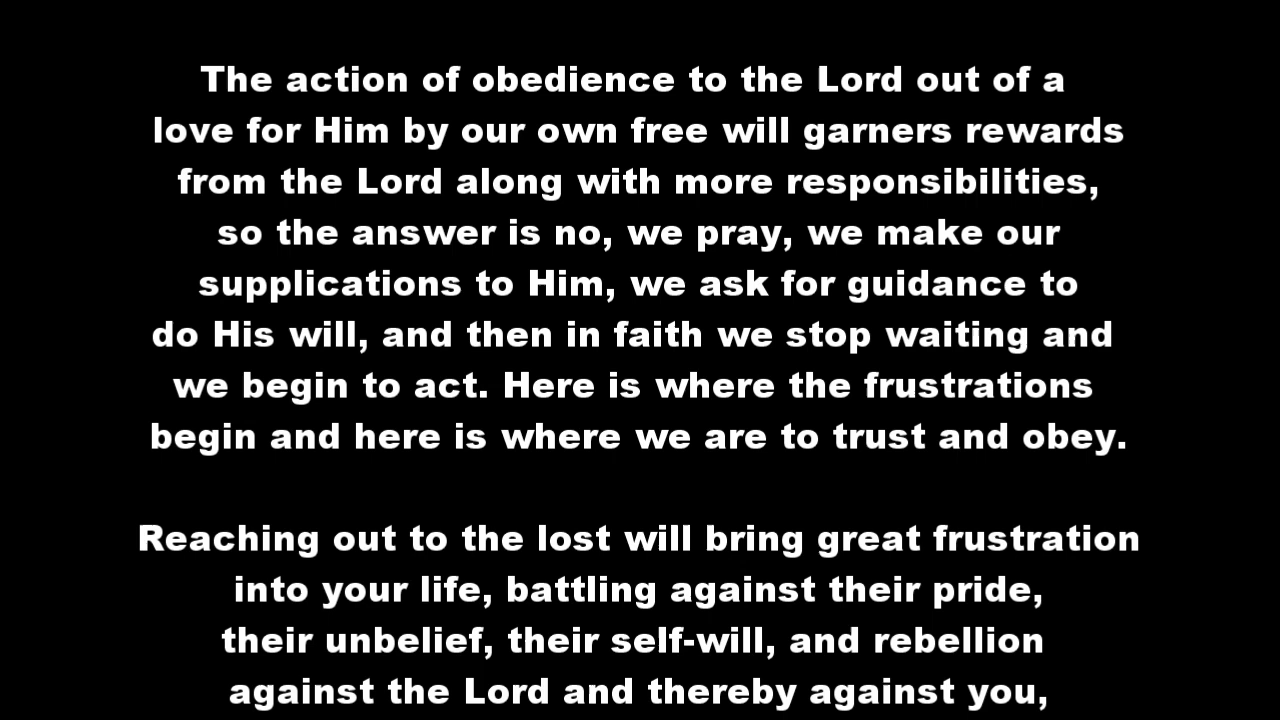 The action of obedience to the Lord out of a
love for Him by our own free will garners rewards
from the Lord along with more responsibilities,
so the answer is no, we pray, we make our
supplications to Him, we ask for guidance to
do His will, and then in faith we stop waiting and
we begin to act. Here is where the frustrations
begin and here is where we are to trust and obey.
Reaching out to the lost will bring great frustration
into your life, battling against their pride,
their unbelief, their self-will, and rebellion
against the Lord and thereby against you,